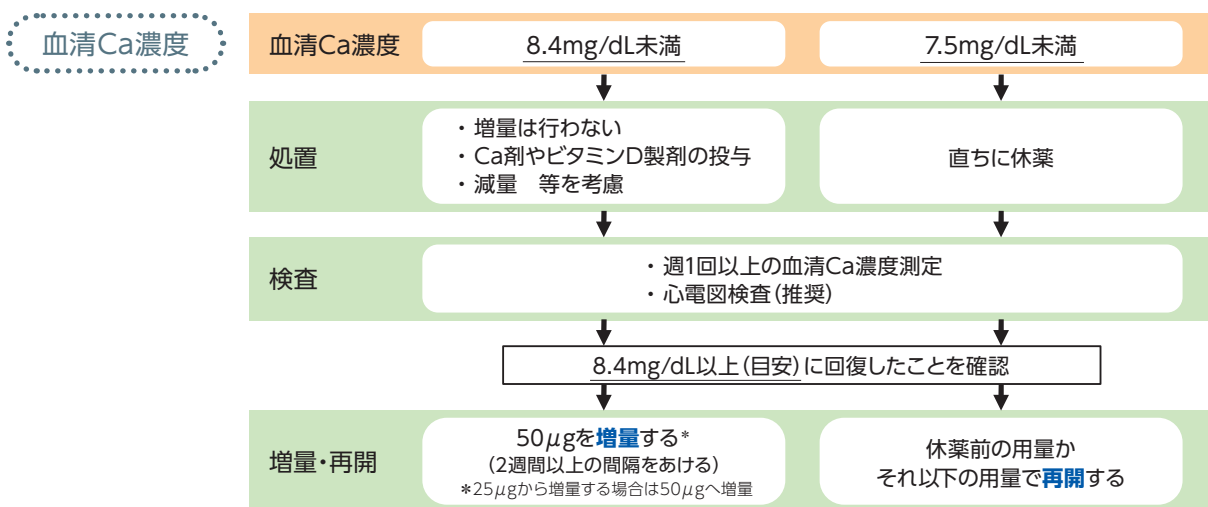 血清Ca濃度
血清Ca濃度
8.4mg/dL未満
7.5mg/dL未満
処置
・増量は行わない
・Ca剤やビタミンD製剤の投与
・減量　等を考慮
直ちに休薬
検査
・週1回以上の血清Ca濃度測定
・心電図検査(推奨)
8.4mg/dL以上(目安)に回復したことを確認
増量・再開
50μgを増量する*
(2週間以上の間隔をあける)
*25μgから増量する場合は50μgへ増量
休薬前の用量か
それ以下の用量で再開する